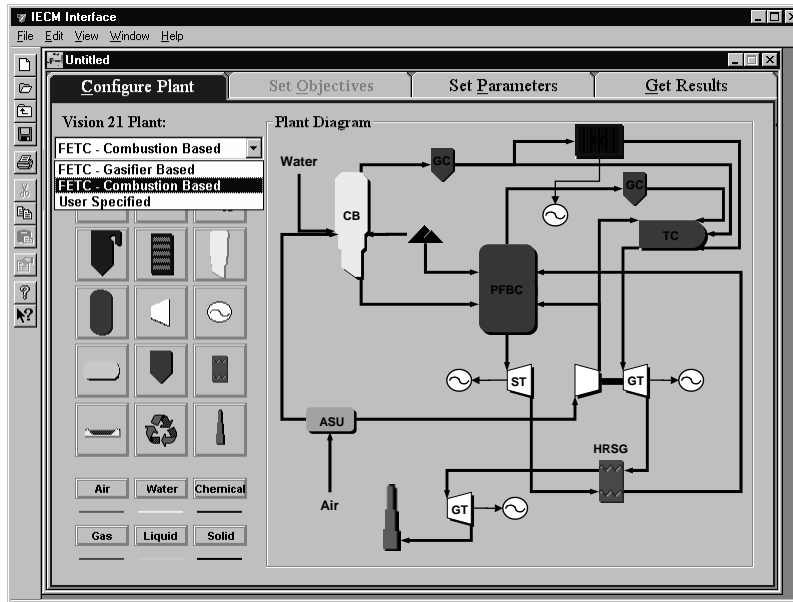 IECM Interface
File Edit View Window Help
Untitled
Configure Plant Set Objectives Set Parameters Get Results
Vision 21 Plant:
FETC - Combustion Based
FETC - Gasifier Based
FETC - Combustion Based
User Specified
Air Water Chemical
Gas Liquid Solid
Plant Diagram
Water
GC
GC
CB
TC
PFBC
ST
GT
ASU
HRSG
Air
GT